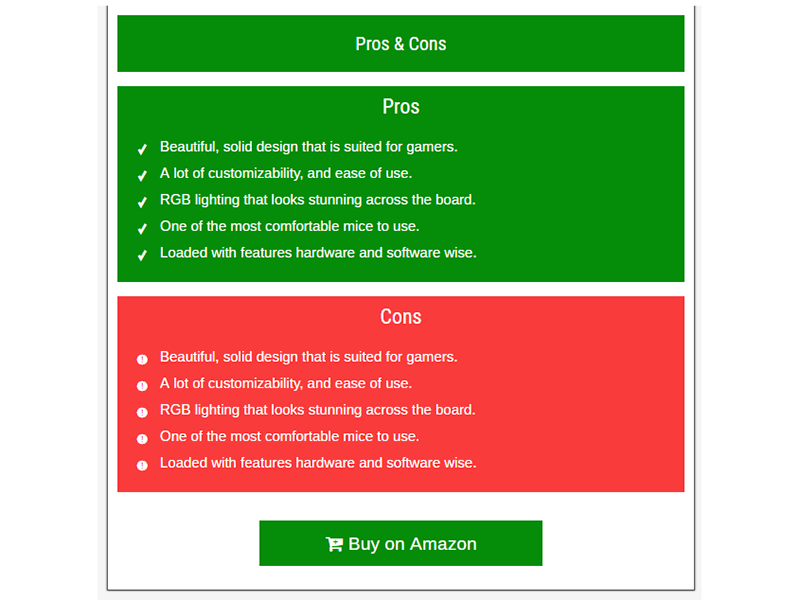 Pros & Cons
Pros
Beautiful, solid design that is suited for gamers.
A lot of customizability, and ease of use.
RGB lighting that looks stunning across the board.
One of the most comfortable mice to use.
Loaded with features hardware and software wise.
Cons
Beautiful, solid design that is suited for gamers.
A lot of customizability, and ease of use.
RGB lighting that looks stunning across the board.
One of the most comfortable mice to use.
Loaded with features hardware and software wise.
Buy on Amazon